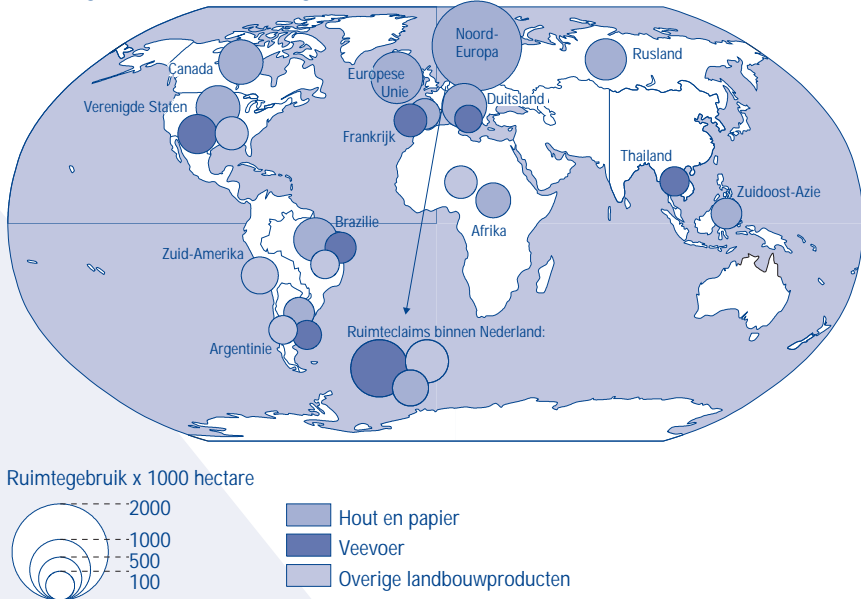 Noord-
Europa
Rusland
Canada
Europese
Unie
Verenigde Staten
Duitsland
Frankrijk
Thailand
Zuidoost-Azie
Brazilie
Afrika
Zuid-Amerika
Ruimteclaims binnen Nederland:
Argentinie
Ruimtegebruik x 1000 hectare
2000
1000
500
100
Hout en papier
Veevoer
Overige landbouwproducten